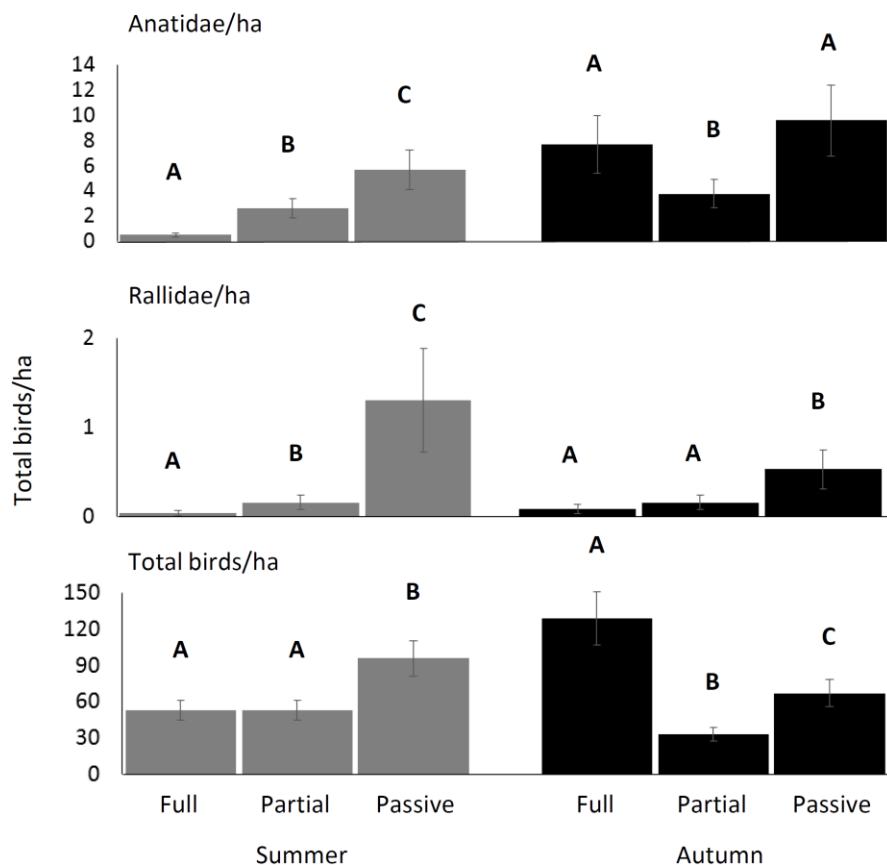 Anatidae/ha
14
12
10
8
6
4
2
0
A
B
C
A
B
A
Rallidae/ha
2
1
0
A
B
C
A
A
B
Total birds/ha
Total birds/ha
150
120
90
60
30
0
A
A
B
A
B
C
Full Partial Passive Full Partial Passive
Summer Autumn